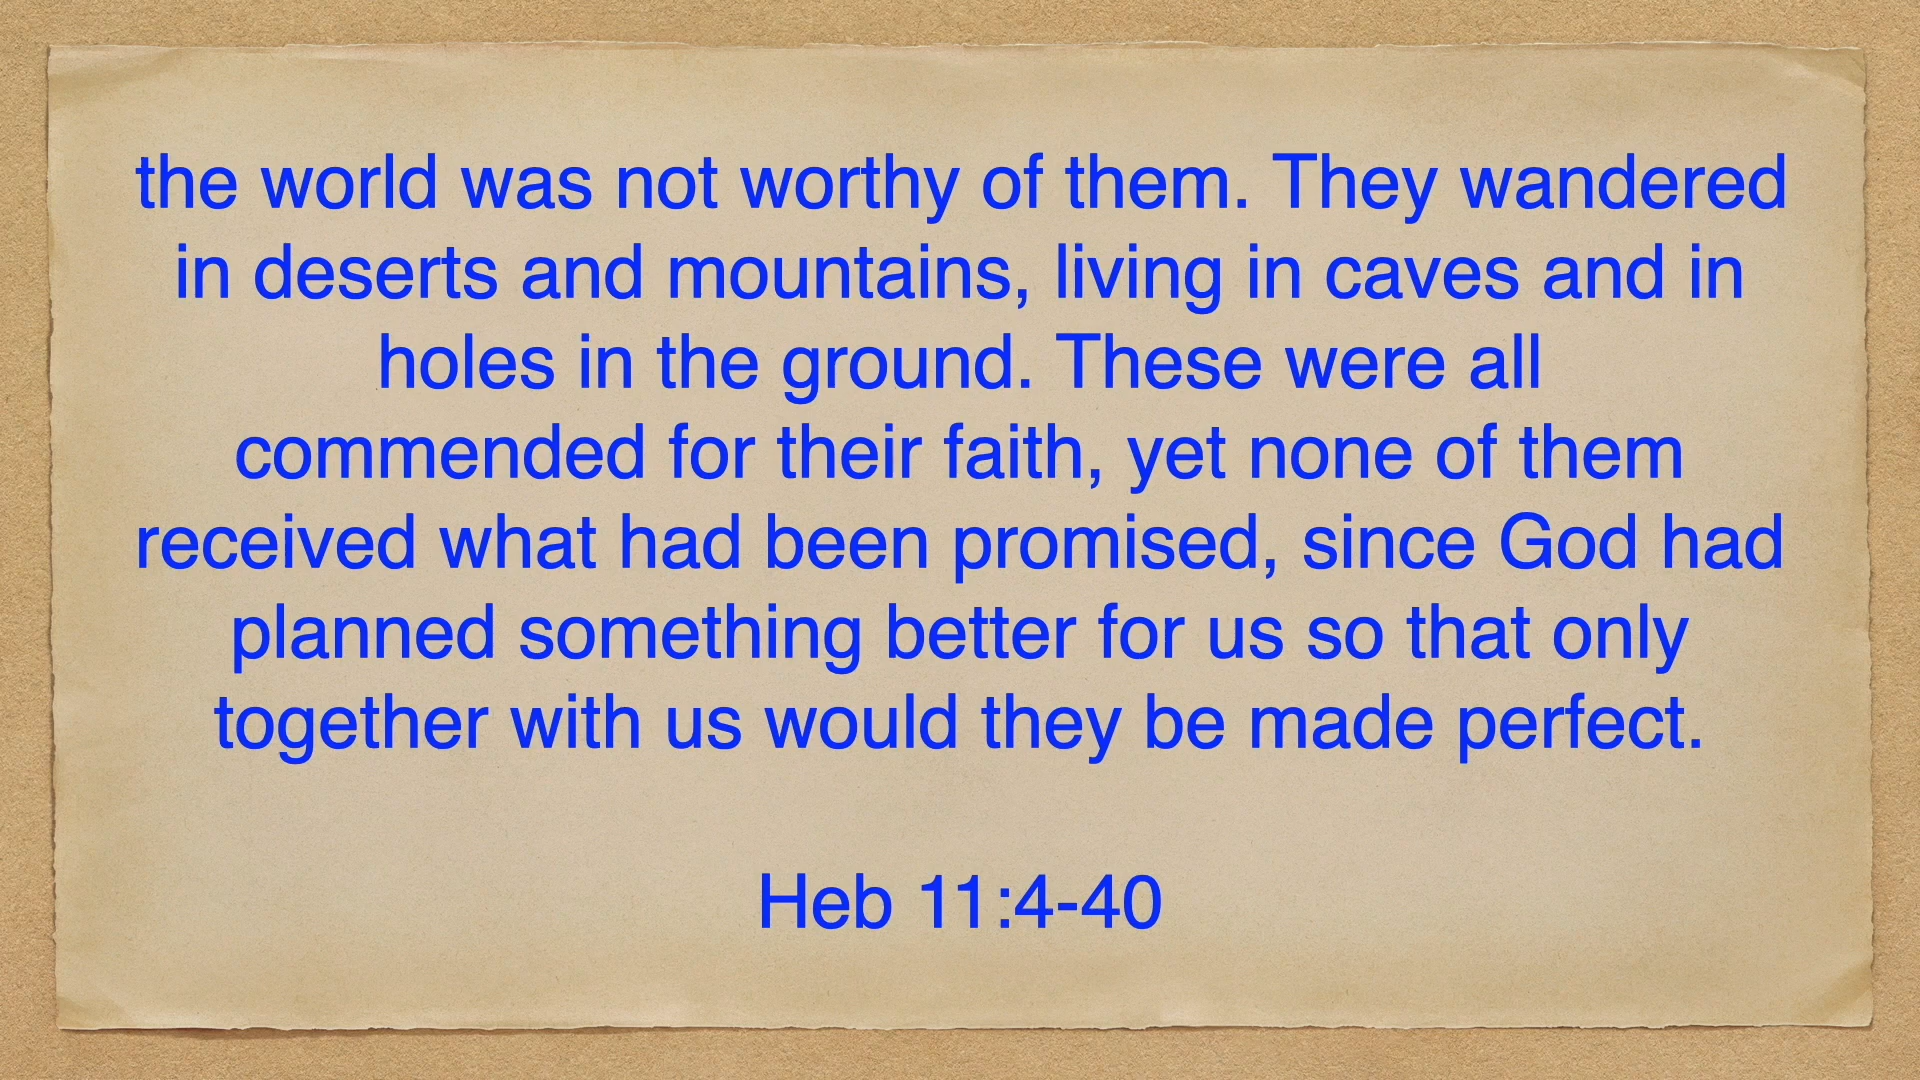 the world was not worthy of them. They wandered
in deserts and mountains, living in caves and in
holes in the ground. These were all
commended for their faith, yet none of them
received what had been promised, since God had
planned something better for us so that only
together with us would they be made perfect.
Heb 11:4-40